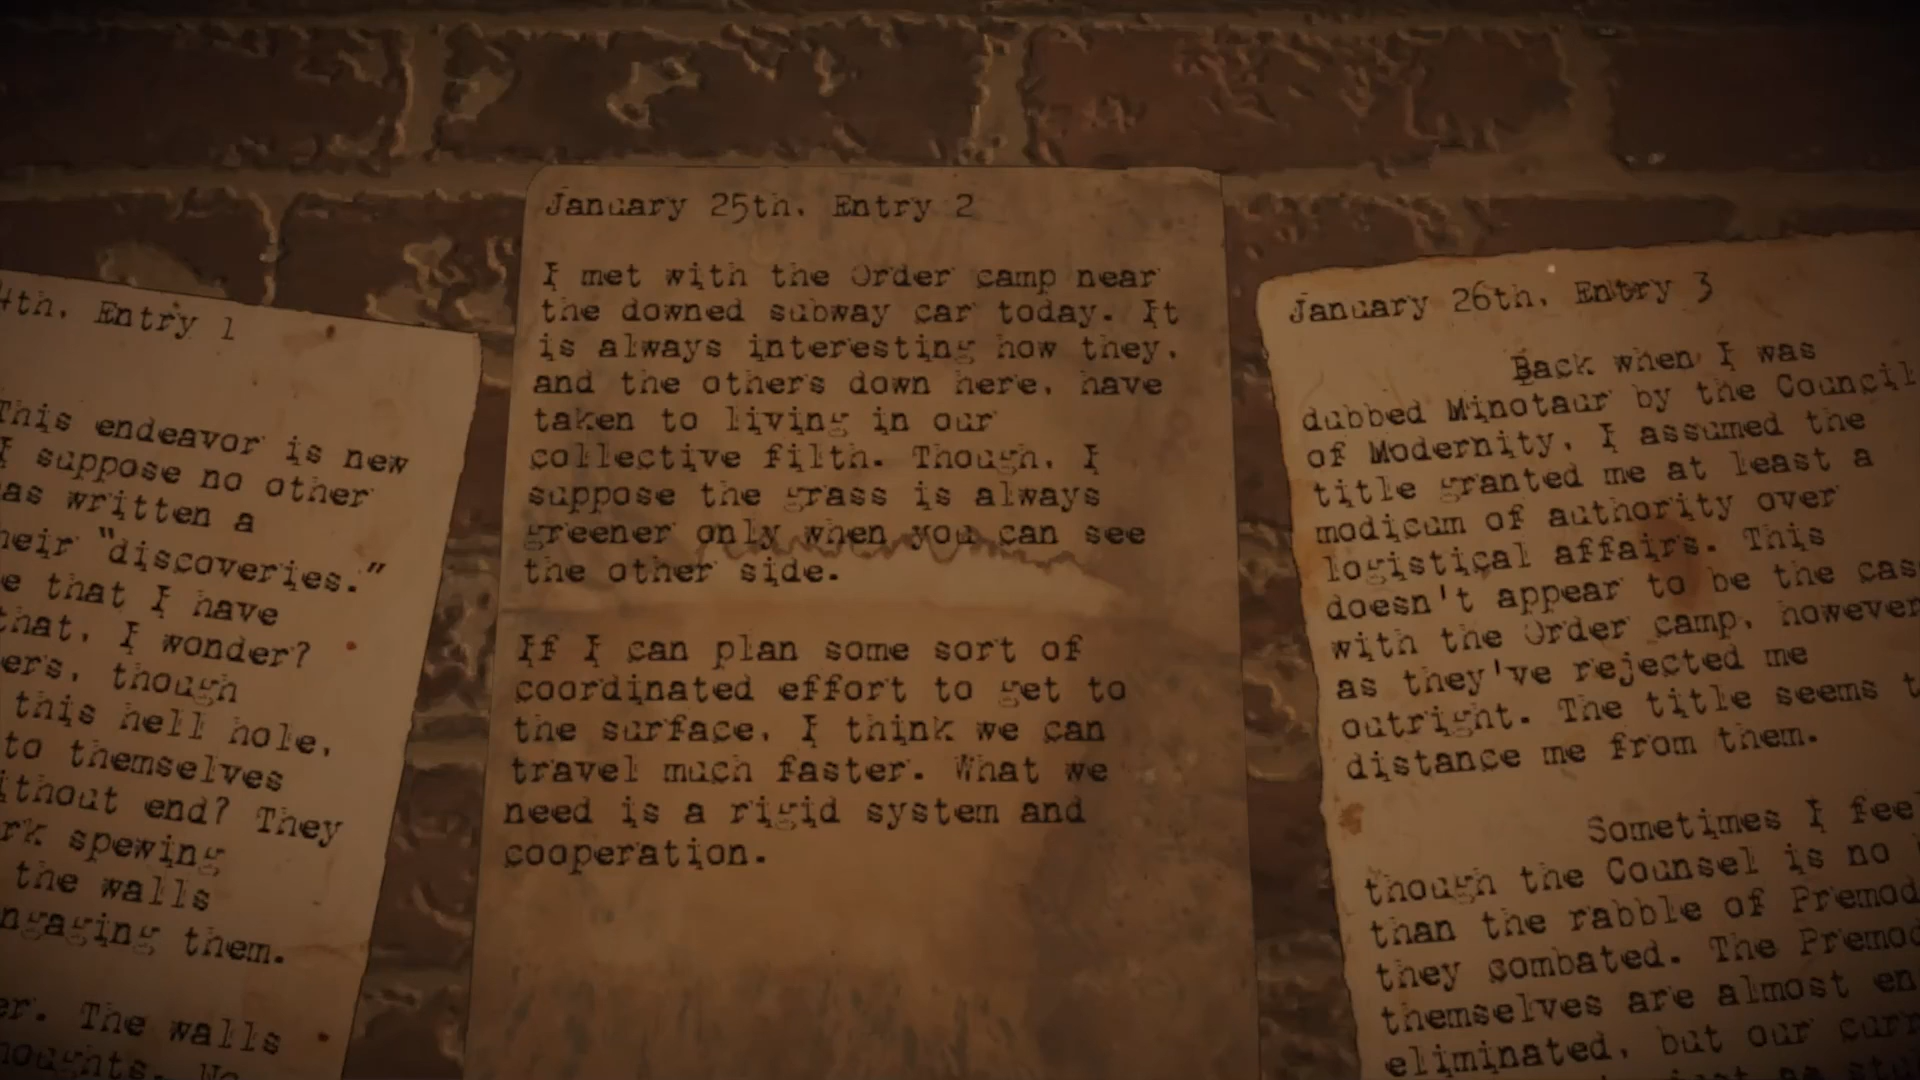 4th, Entry 1
This endeavor is new
I suppose no other
as written a
heir "discoveries."
e that I have
that, I wonder?
ers, though
this hell hole,
to themselves
ithout end? They
rk spewing
the walls
ngaging them.
er. The walls
houghts.
January 25th, Entry 2
I met with the Order camp near
the downed subway car today. It
is always interesting how they,
and the others down here, have
taken to living in our
collective filth. Though, I
suppose the grass is always
greener only when you can see
the other side.
If I can plan some sort of
coordinated effort to get to
the surface, I think we can
travel much faster. What we
need is a rigid system and
cooperation.
January 26th, Entry 3
Back when I was
dubbed Minotaur by the Council
of Modernity, I assumed the
title granted me at least a
modicum of authority over
logistical affairs. This
doesn't appear to be the cas
with the Order camp, however
as they've rejected me
outright. The title seems t
distance me from them.
Sometimes I fee
though the Counsel is no
than the rabble of Premod
they combated. The Premod
themselves are almost en
eliminated, but our curr